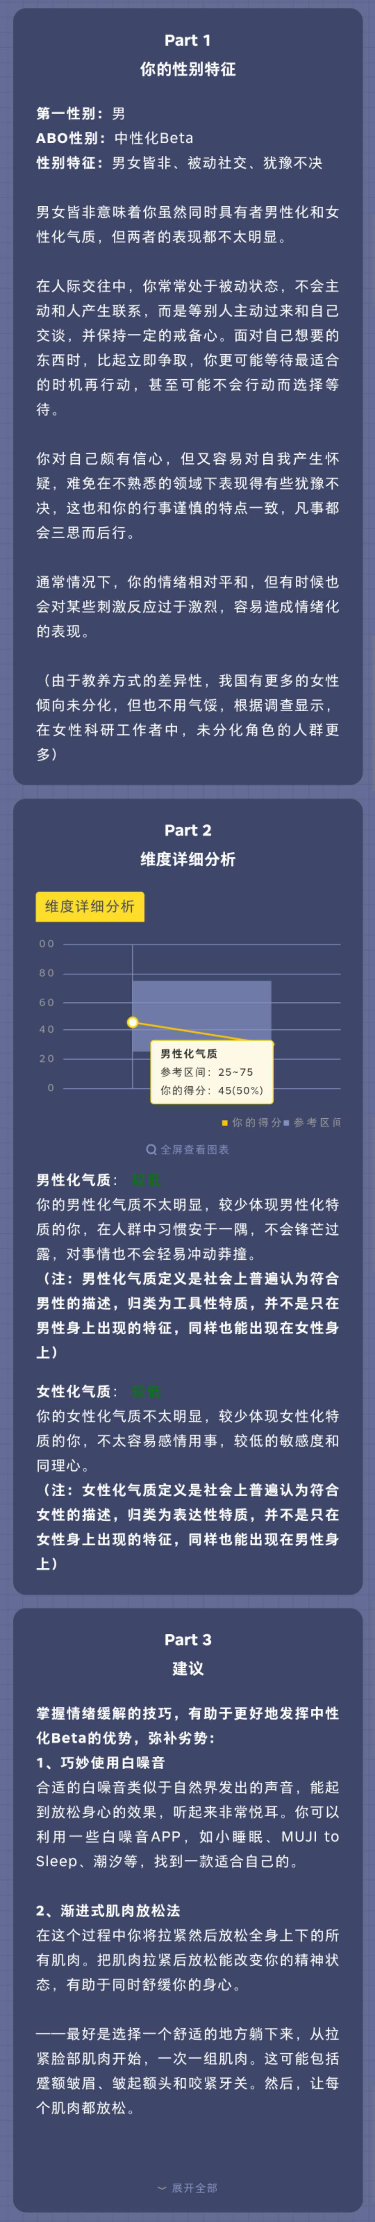 Part 1
你的性别特征
第一性别：男
ABO性别：中性化Beta
性别特征：男女皆非、被动社交、犹豫不决
男女皆非意味着你虽然同时具有者男性化和女
性化气质，但两者的表现都不太明显。
在人际交往中，你常常处于被动状态，不会主
动和人产生联系，而是等别人主动过来和自己
交谈，并保持一定的戒备心。面对自己想要的
东西时，比起立即争取，你更可能等待最适合
的时机再行动，甚至可能不会行动而选择等
待。
你对自己颇有信心，但又容易对自我产生怀
疑，难免在不熟悉的领域下表现得有些犹豫不
决，这也和你的行事谨慎的特点一致，凡事都
会三思而后行。
通常情况下，你的情绪相对平和，但有时候也
会对某些刺激反应过于激烈，容易造成情绪化
的表现。
（由于教养方式的差异性，我国有更多的女性
倾向未分化，但也不用气馁，根据调查显示，
在女性科研工作者中，未分化角色的人群更
多）
Part 2
维度详细分析
维度详细分析
00
80
60
40
20
0
男性化气质
参考区间：25~75
你的得分：45(50%)
你的得分 参考区间
全屏查看图表
男性化气质：
你的男性化气质不太明显，较少体现男性化特
质的你，在人群中习惯安于一隅，不会锋芒过
露，对事情也不会轻易冲动莽撞。
（注：男性化气质定义是社会上普遍认为符合
男性的描述，归类为工具性特质，并不是只在
男性身上出现的特征，同样也能出现在女性身
上）
女性化气质：
你的女性化气质不太明显，较少体现女性化特
质的你，不太容易感情用事，较低的敏感度和
同理心。
（注：女性化气质定义是社会上普遍认为符合
女性的描述，归类为表达性特质，并不是只在
女性身上出现的特征，同样也能出现在男性身
上）
Part 3
建议
掌握情绪缓解的技巧，有助于更好地发挥中性
化Beta的优势，弥补劣势：
1、巧妙使用白噪音
合适的白噪音类似于自然界发出的声音，能起
到放松身心的效果，听起来非常悦耳。你可以
利用一些白噪音APP，如小睡眠、MUJI to
Sleep、潮汐等，找到一款适合自己的。
2、渐进式肌肉放松法
在这个过程中你将拉紧然后放松全身上下的所
有肌肉。把肌肉拉紧后放松能改变你的精神状
态，有助于同时舒缓你的身心。
——最好是选择一个舒适的地方躺下来，从拉
紧脸部肌肉开始，一次一组肌肉。这可能包括
蹙额皱眉、皱起额头和咬紧牙关。然后，让每
个肌肉都放松。
展开全部